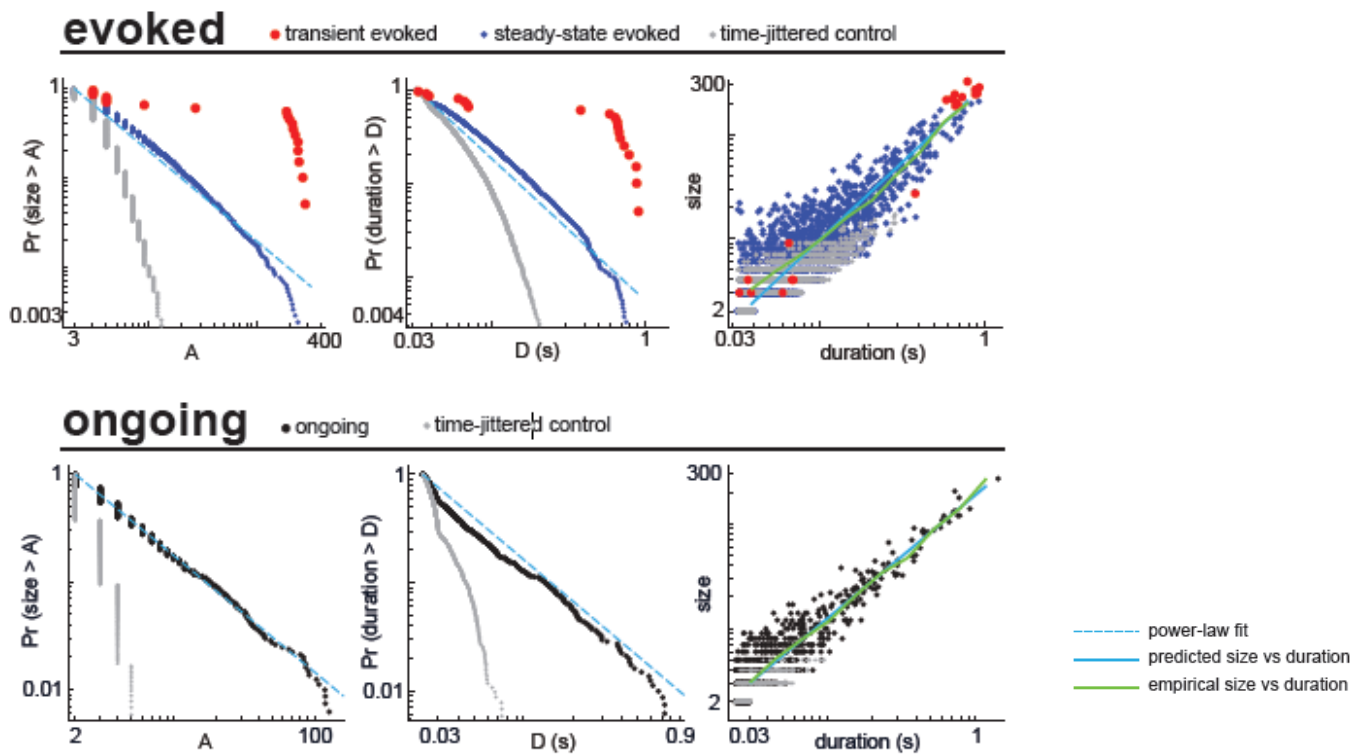 evoked
transient evoked
steady-state evoked
time-jittered control
Pr (size > A)
1
0.003
3
A
400
Pr (duration > D)
1
0.004
0.03
D (s)
1
size
300
2
0.03
duration (s)
1
ongoing
ongoing
time-jittered control
Pr (size > A)
1
0.01
2
A
100
Pr (duration > D)
1
0.01
0.03
D (s)
0.9
size
300
2
0.03
duration (s)
1
power-law fit
predicted size vs duration
empirical size vs duration